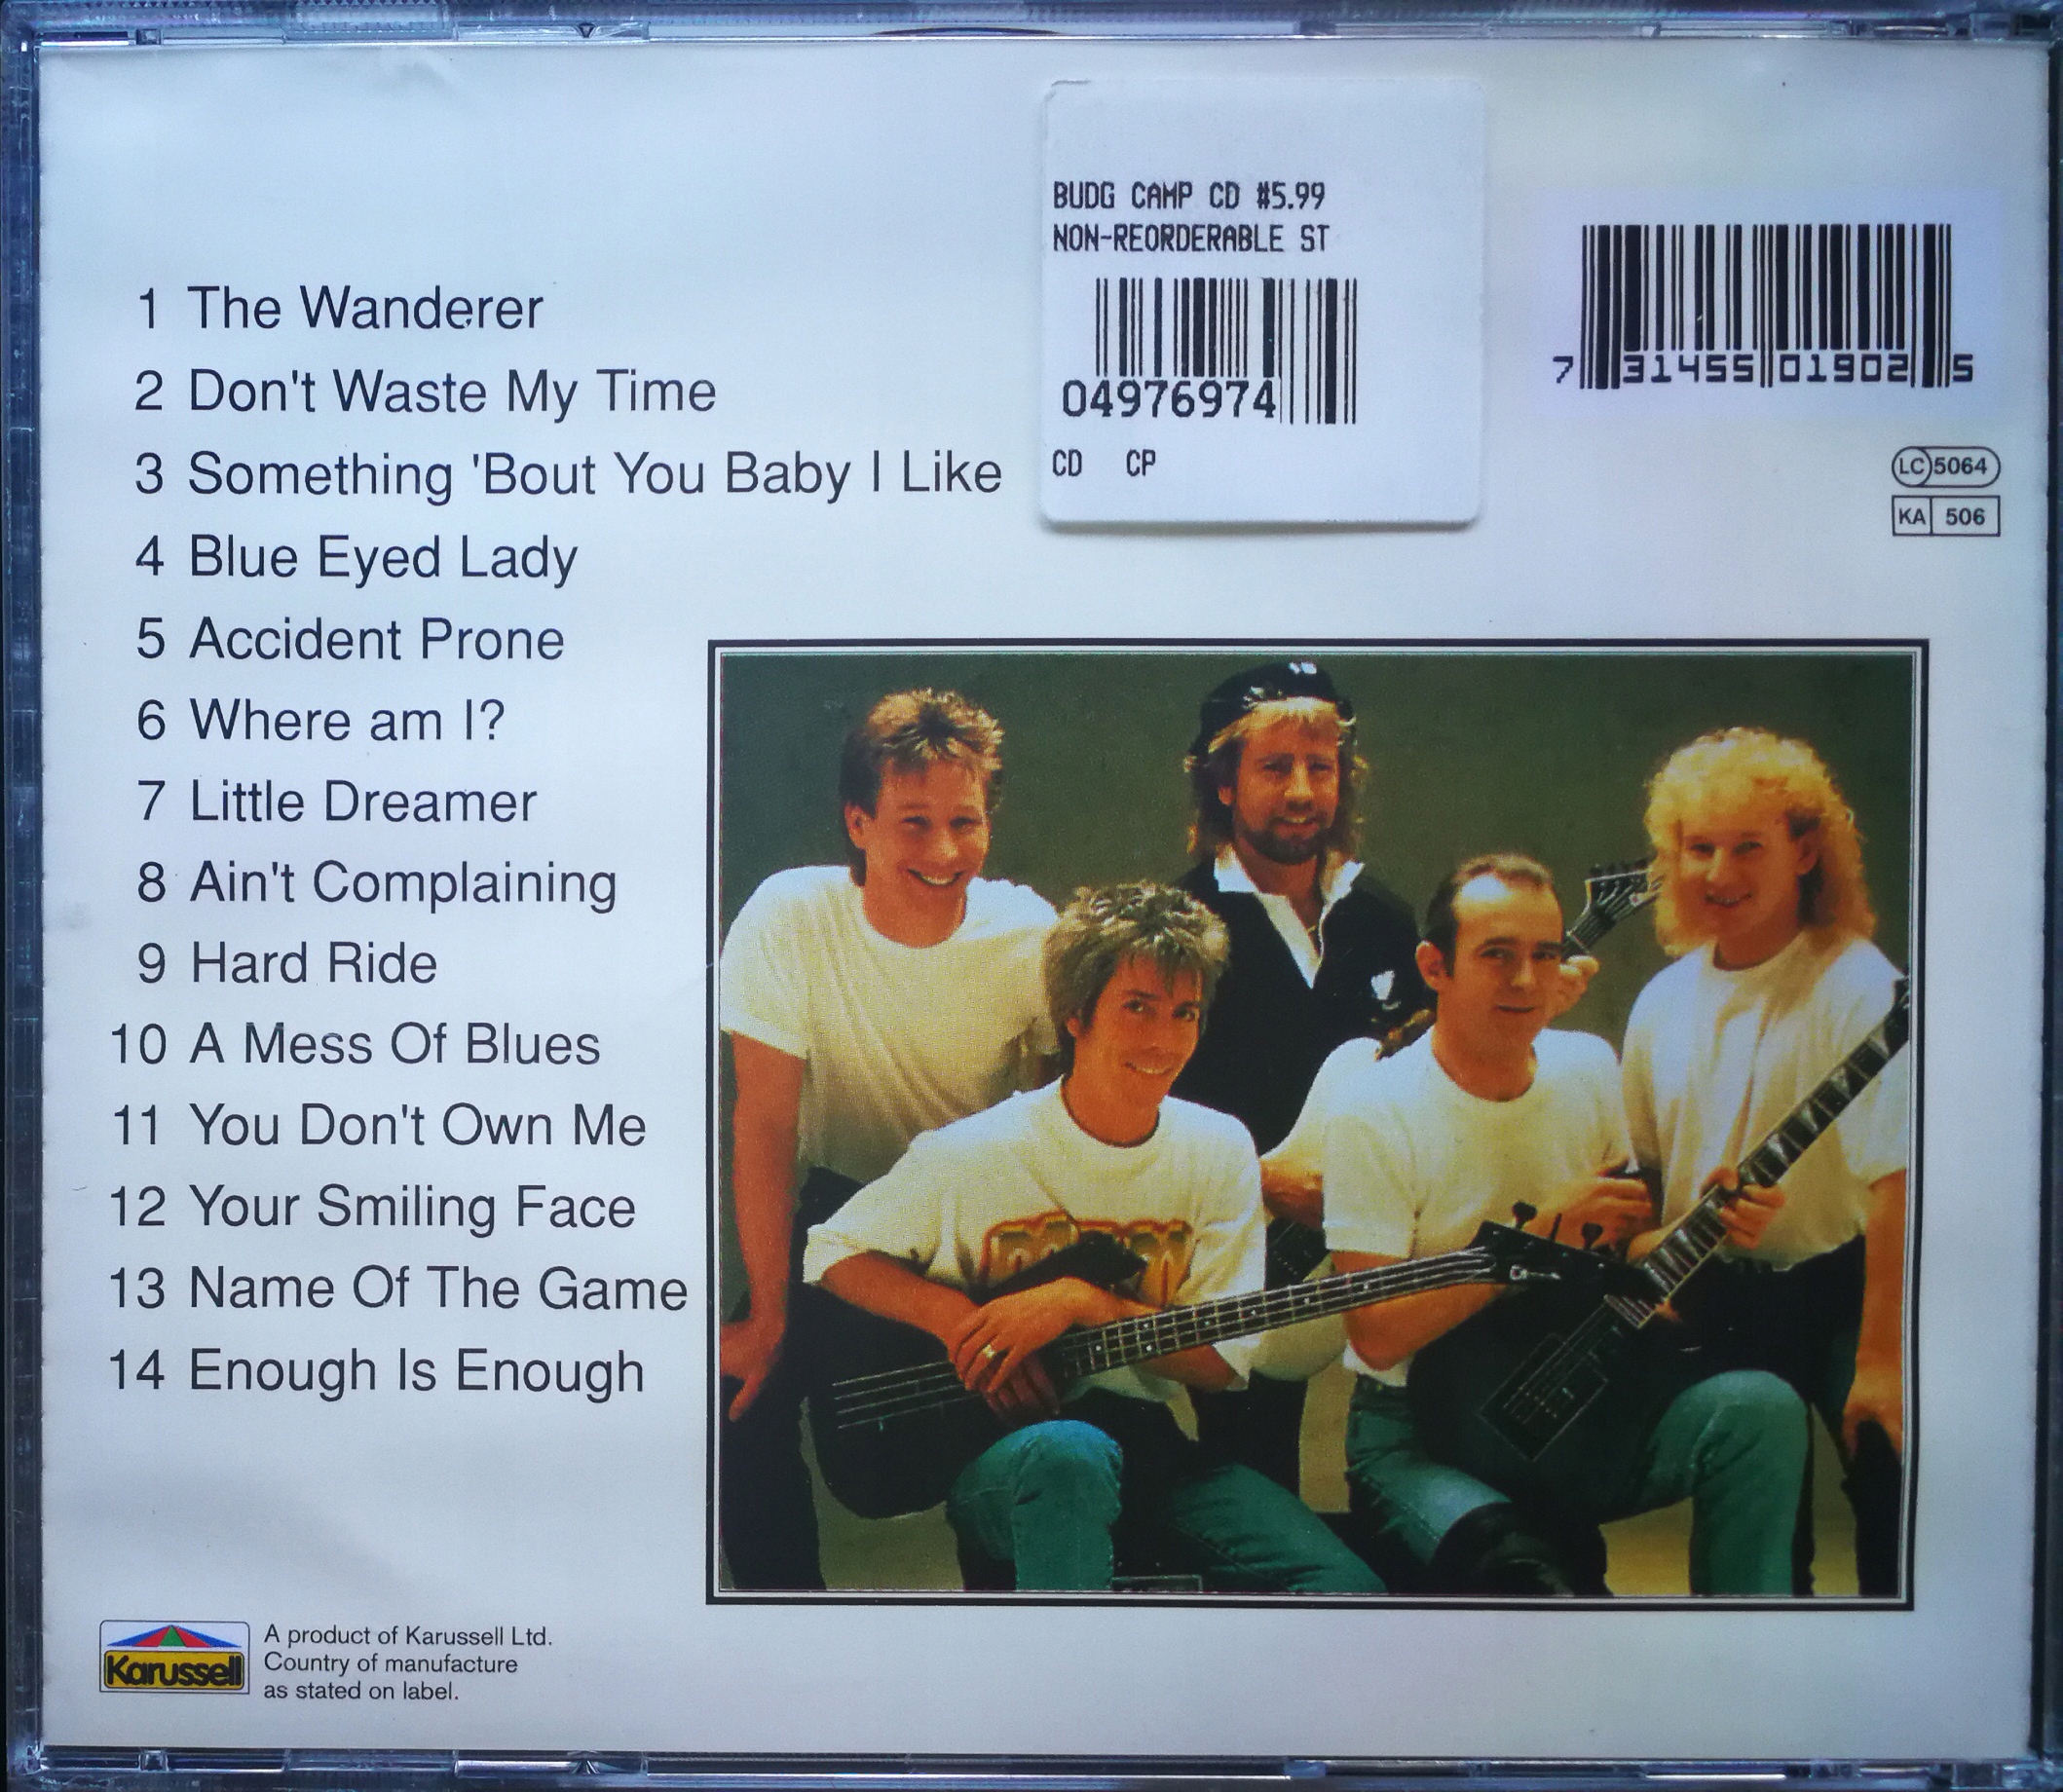 BUDG CAMP CD #5.99
NON-REORDERABLE ST
04976974
CD CP
7 31455 01902 5
LC 5064
KA 506
1 The Wanderer
2 Don't Waste My Time
3 Something 'Bout You Baby I Like
4 Blue Eyed Lady
5 Accident Prone
6 Where am I?
7 Little Dreamer
8 Ain't Complaining
9 Hard Ride
10 A Mess Of Blues
11 You Don't Own Me
12 Your Smiling Face
13 Name Of The Game
14 Enough Is Enough
Karussell
A product of Karussell Ltd.
Country of manufacture
as stated on label.